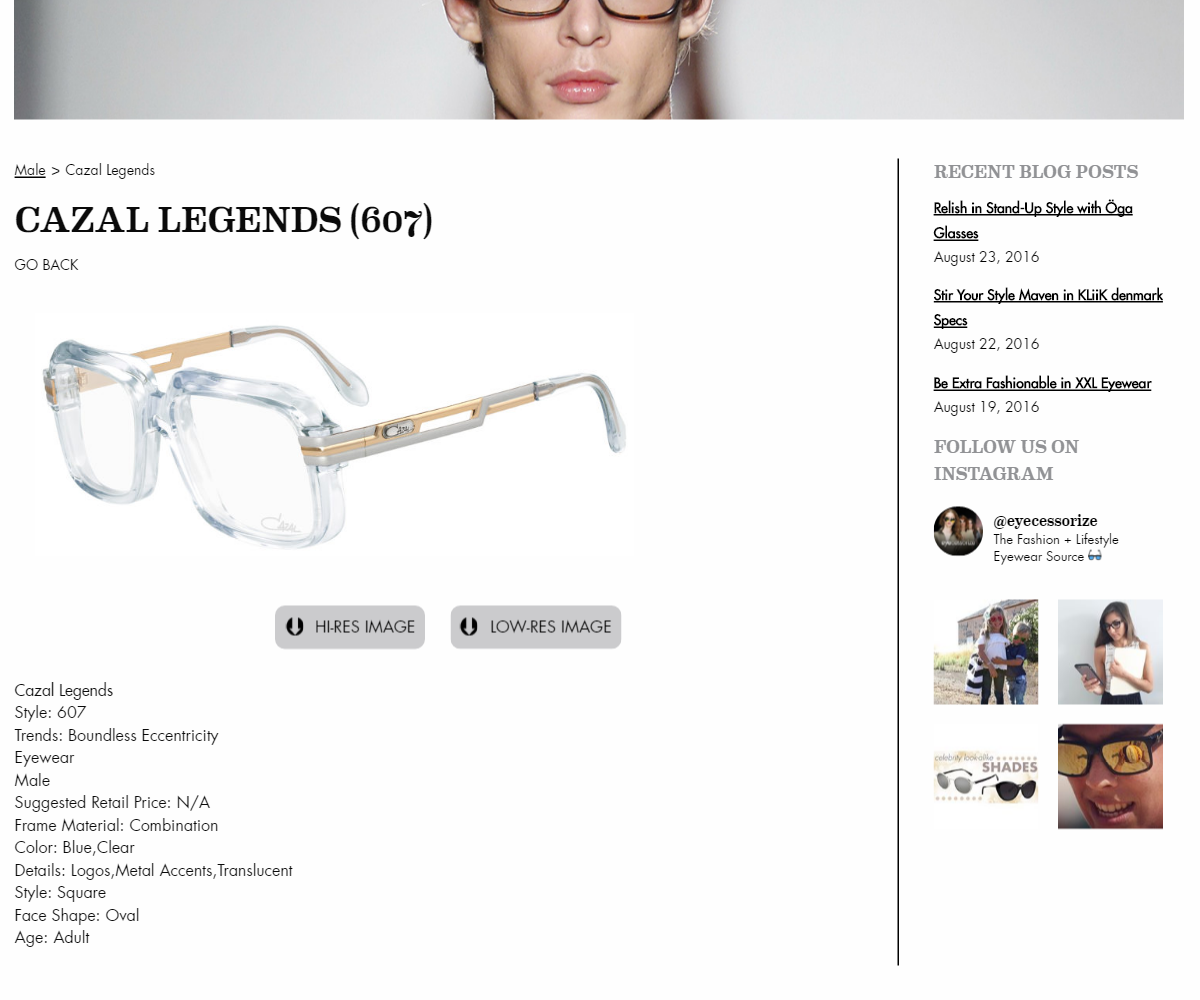 Male > Cazal Legends
CAZAL LEGENDS (607)
GO BACK
CAZAL
Cazal
HI-RES IMAGE
LOW-RES IMAGE
Cazal Legends
Style: 607
Trends: Boundless Eccentricity
Eyewear
Male
Suggested Retail Price: N/A
Frame Material: Combination
Color: Blue,Clear
Details: Logos,Metal Accents,Translucent
Style: Square
Face Shape: Oval
Age: Adult
RECENT BLOG POSTS
Relish in Stand-Up Style with Öga
Glasses
August 23, 2016
Stir Your Style Maven in KLiiK denmark
Specs
August 22, 2016
Be Extra Fashionable in XXL Eyewear
August 19, 2016
FOLLOW US ON
INSTAGRAM
@eyecessorize
The Fashion + Lifestyle
Eyewear Source
celebrity look-alike
SHADES